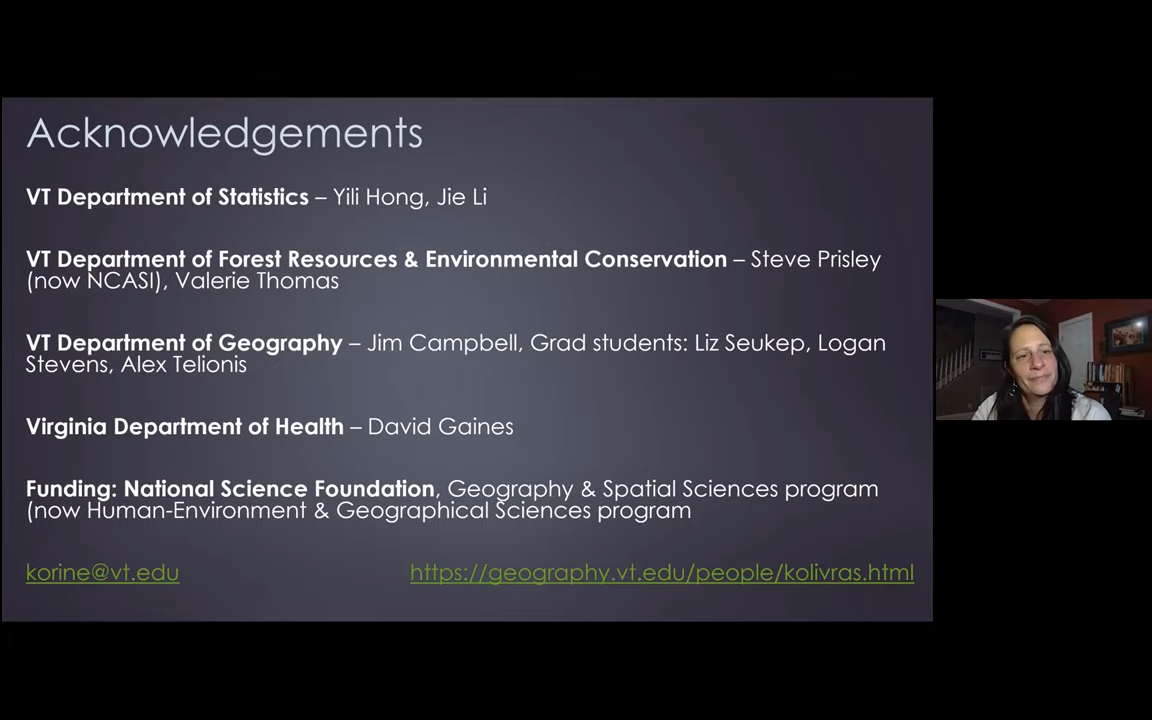 Acknowledgements
VT Department of Statistics – Yili Hong, Jie Li
VT Department of Forest Resources & Environmental Conservation – Steve Prisley
(now NCASI), Valerie Thomas
VT Department of Geography – Jim Campbell, Grad students: Liz Seukep, Logan
Stevens, Alex Telionis
Virginia Department of Health – David Gaines
Funding: National Science Foundation, Geography & Spatial Sciences program
(now Human-Environment & Geographical Sciences program
korine@vt.edu
https://geography.vt.edu/people/kolivras.html